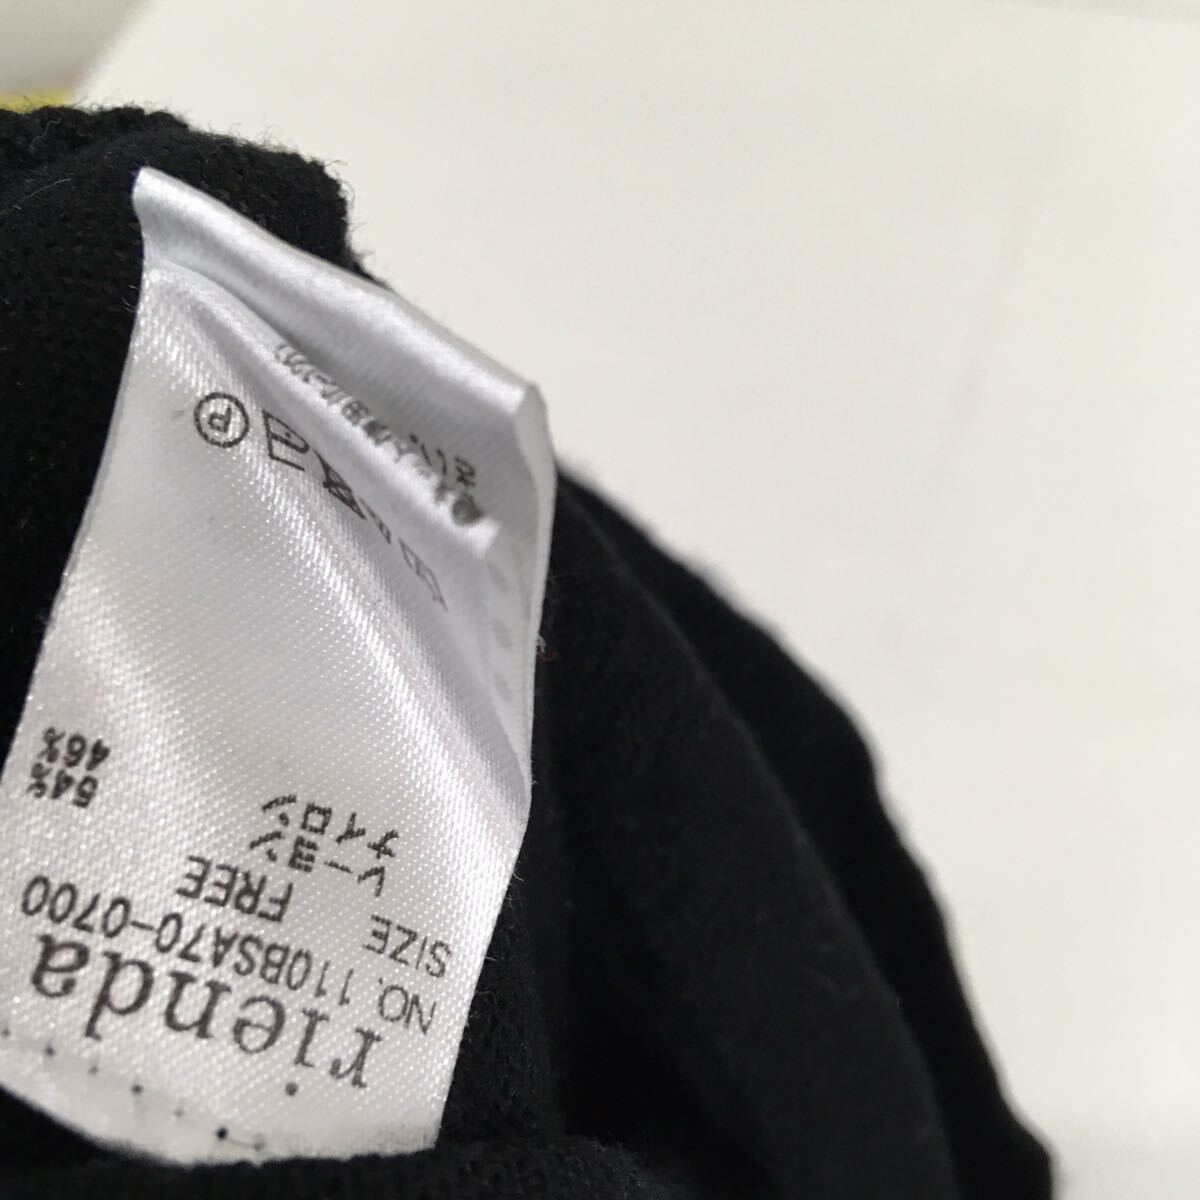 rienda
NO. 110BSA70-0700
SIZE FREE
レーヨン 54%
ナイロン 46%
P